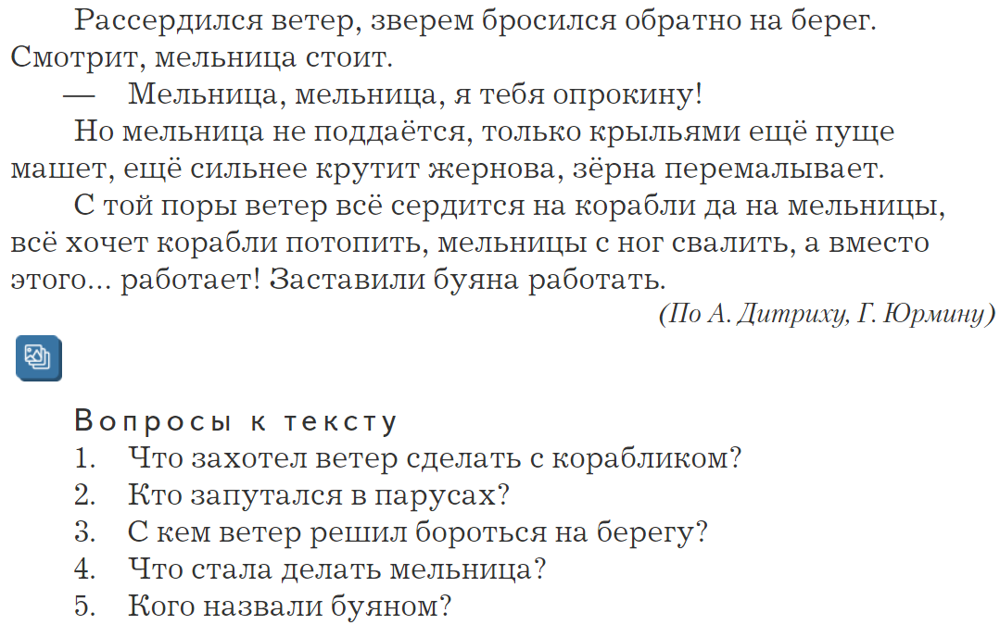 Рассердился ветер, зверем бросился обратно на берег.
Смотрит, мельница стоит.
— Мельница, мельница, я тебя опрокину!
Но мельница не поддаётся, только крыльями ещё пуще
машет, ещё сильнее крутит жернова, зёрна перемалывает.
С той поры ветер всё сердится на корабли да на мельницы,
всё хочет корабли потопить, мельницы с ног свалить, а вместо
этого... работает! Заставили буяна работать.
(По А. Дитриху, Г. Юрмину)
Вопросы к тексту
1. Что захотел ветер сделать с корабликом?
2. Кто запутался в парусах?
3. С кем ветер решил бороться на берегу?
4. Что стала делать мельница?
5. Кого назвали буяном?